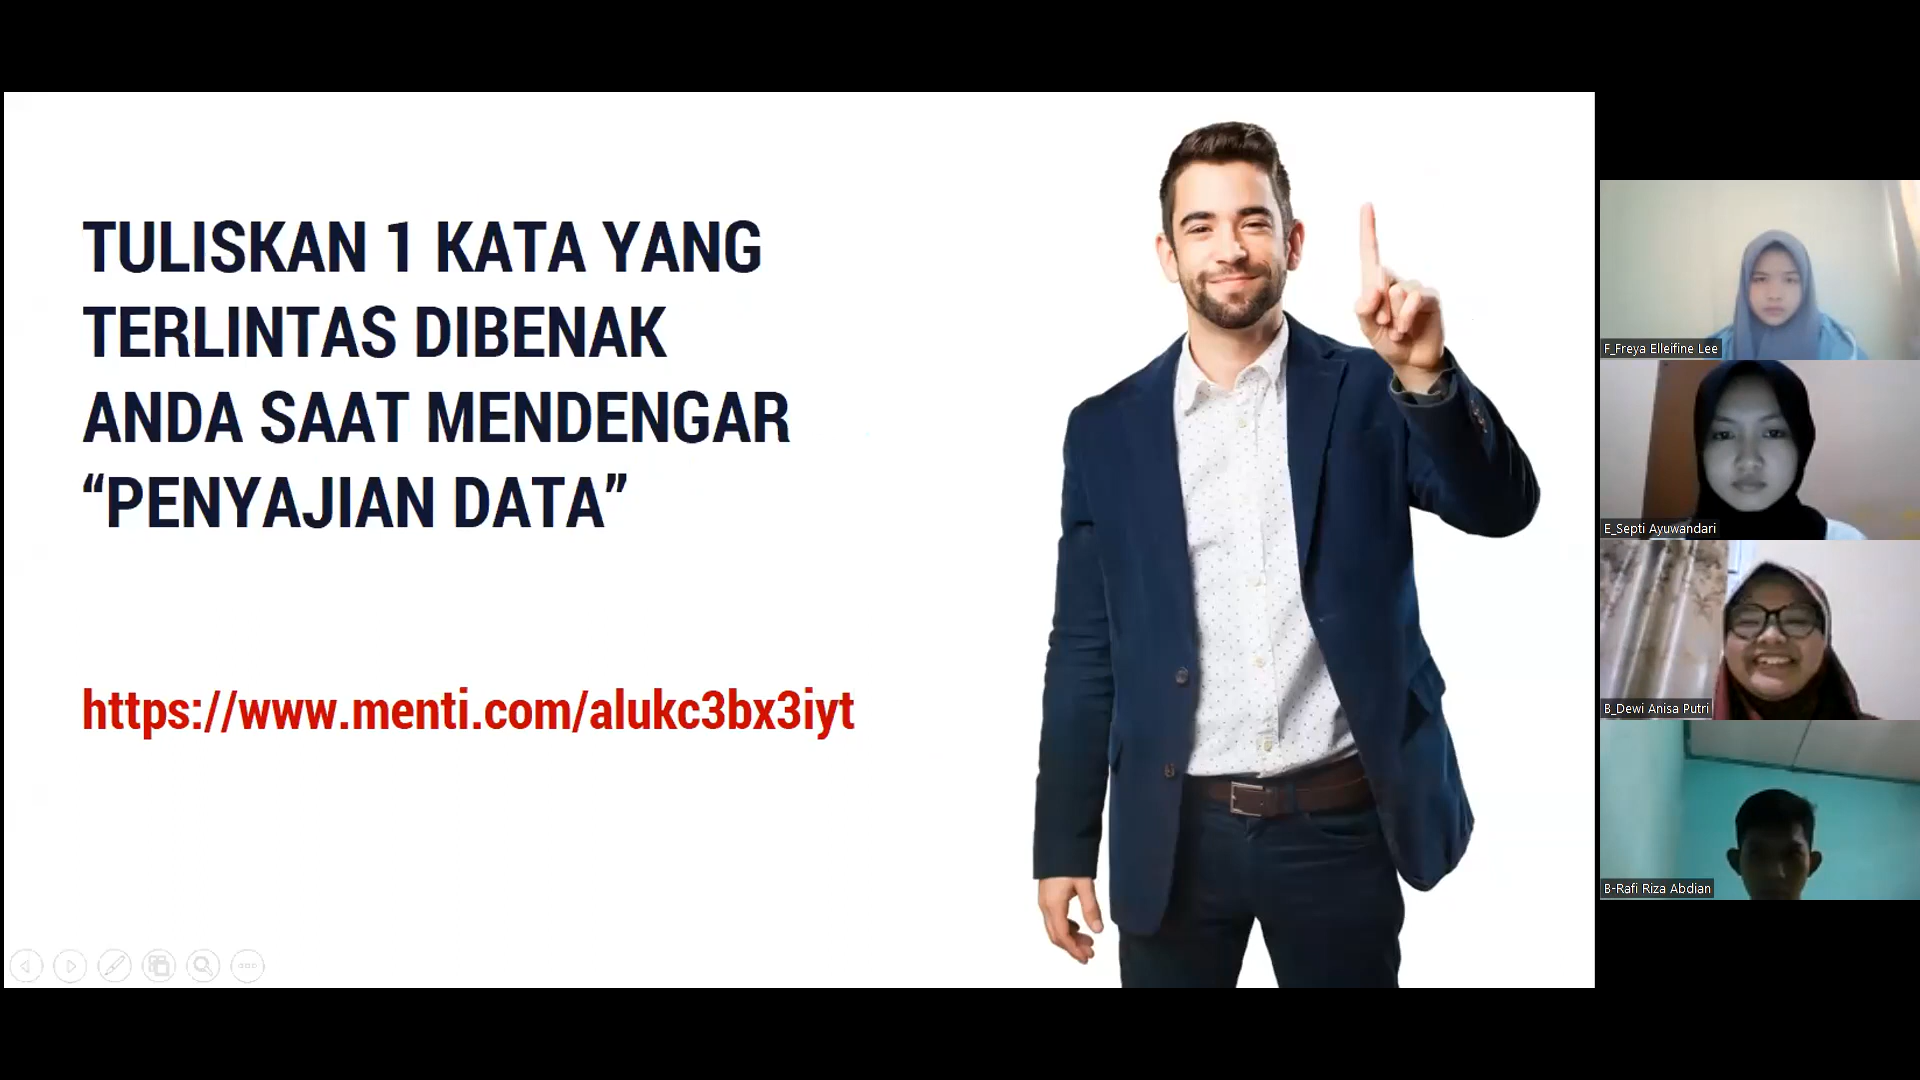 TULISKAN 1 KATA YANG
TERLINTAS DIBENAK
ANDA SAAT MENDENGAR
“PENYAJIAN DATA”
https://www.menti.com/alukc3bx3iyt
F_Freya Elleifine Lee
E_Septi Ayuwandari
B_Dewi Anisa Putri
B-Rafi Riza Abdian